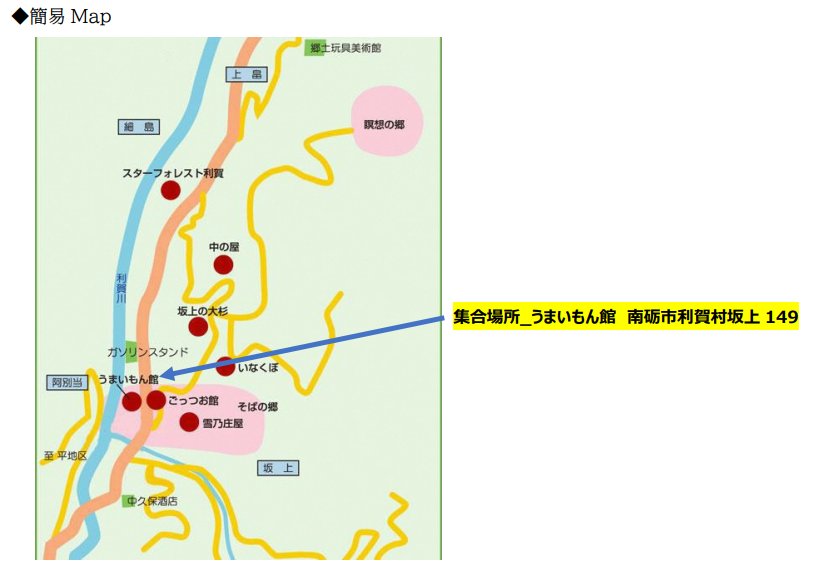 ◆簡易 Map
郷土玩具美術館
上 畠
細 島
瞑想の郷
スターフォレスト利賀
中の屋
利賀川
坂上の大杉
集合場所_うまいもん館 南砺市利賀村坂上 149
ガソリンスタンド
いなくぼ
阿別当
うまいもん館
ごっつお館
そばの郷
雪乃庄屋
至 平地区
坂 上
中久保酒店